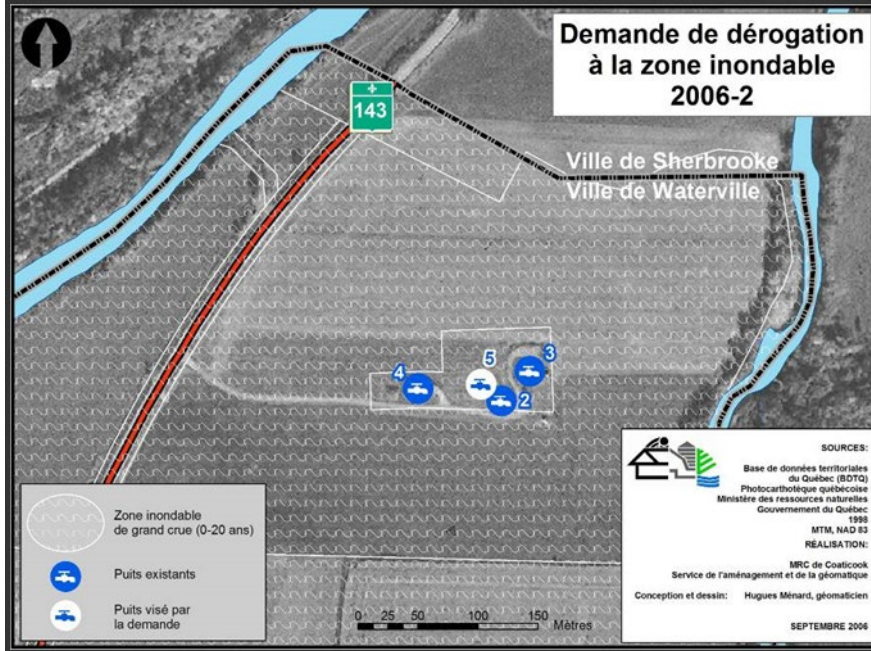 Demande de dérogation
à la zone inondable
2006-2
143
Ville de Sherbrooke
Ville de Waterville
3
5
4
2
Zone inondable
de grand crue (0-20 ans)
Puits existants
Puits visé par
la demande
0 25 50 100 150
Mètres
SOURCES:
Base de données territoriales
du Québec (BDTQ)
Photocarthotèque québécoise
Ministère des ressources naturelles
Gouvernement du Québec
1998
MTM, NAD 83
RÉALISATION:
MRC de Coaticook
Service de l'aménagement et de la géomatique
Conception et dessin: Hugues Ménard, géomaticien
SEPTEMBRE 2006